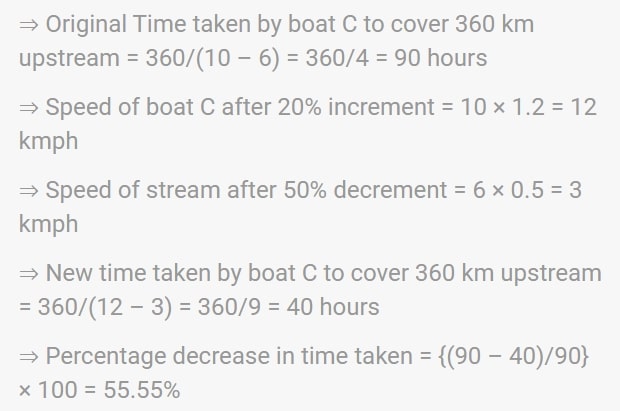 ⇒ Original Time taken by boat C to cover 360 km
upstream = 360/(10 – 6) = 360/4 = 90 hours
⇒ Speed of boat C after 20% increment = 10 × 1.2 = 12
kmph
⇒ Speed of stream after 50% decrement = 6 × 0.5 = 3
kmph
⇒ New time taken by boat C to cover 360 km upstream
= 360/(12 – 3) = 360/9 = 40 hours
⇒ Percentage decrease in time taken = {(90 – 40)/90}
× 100 = 55.55%